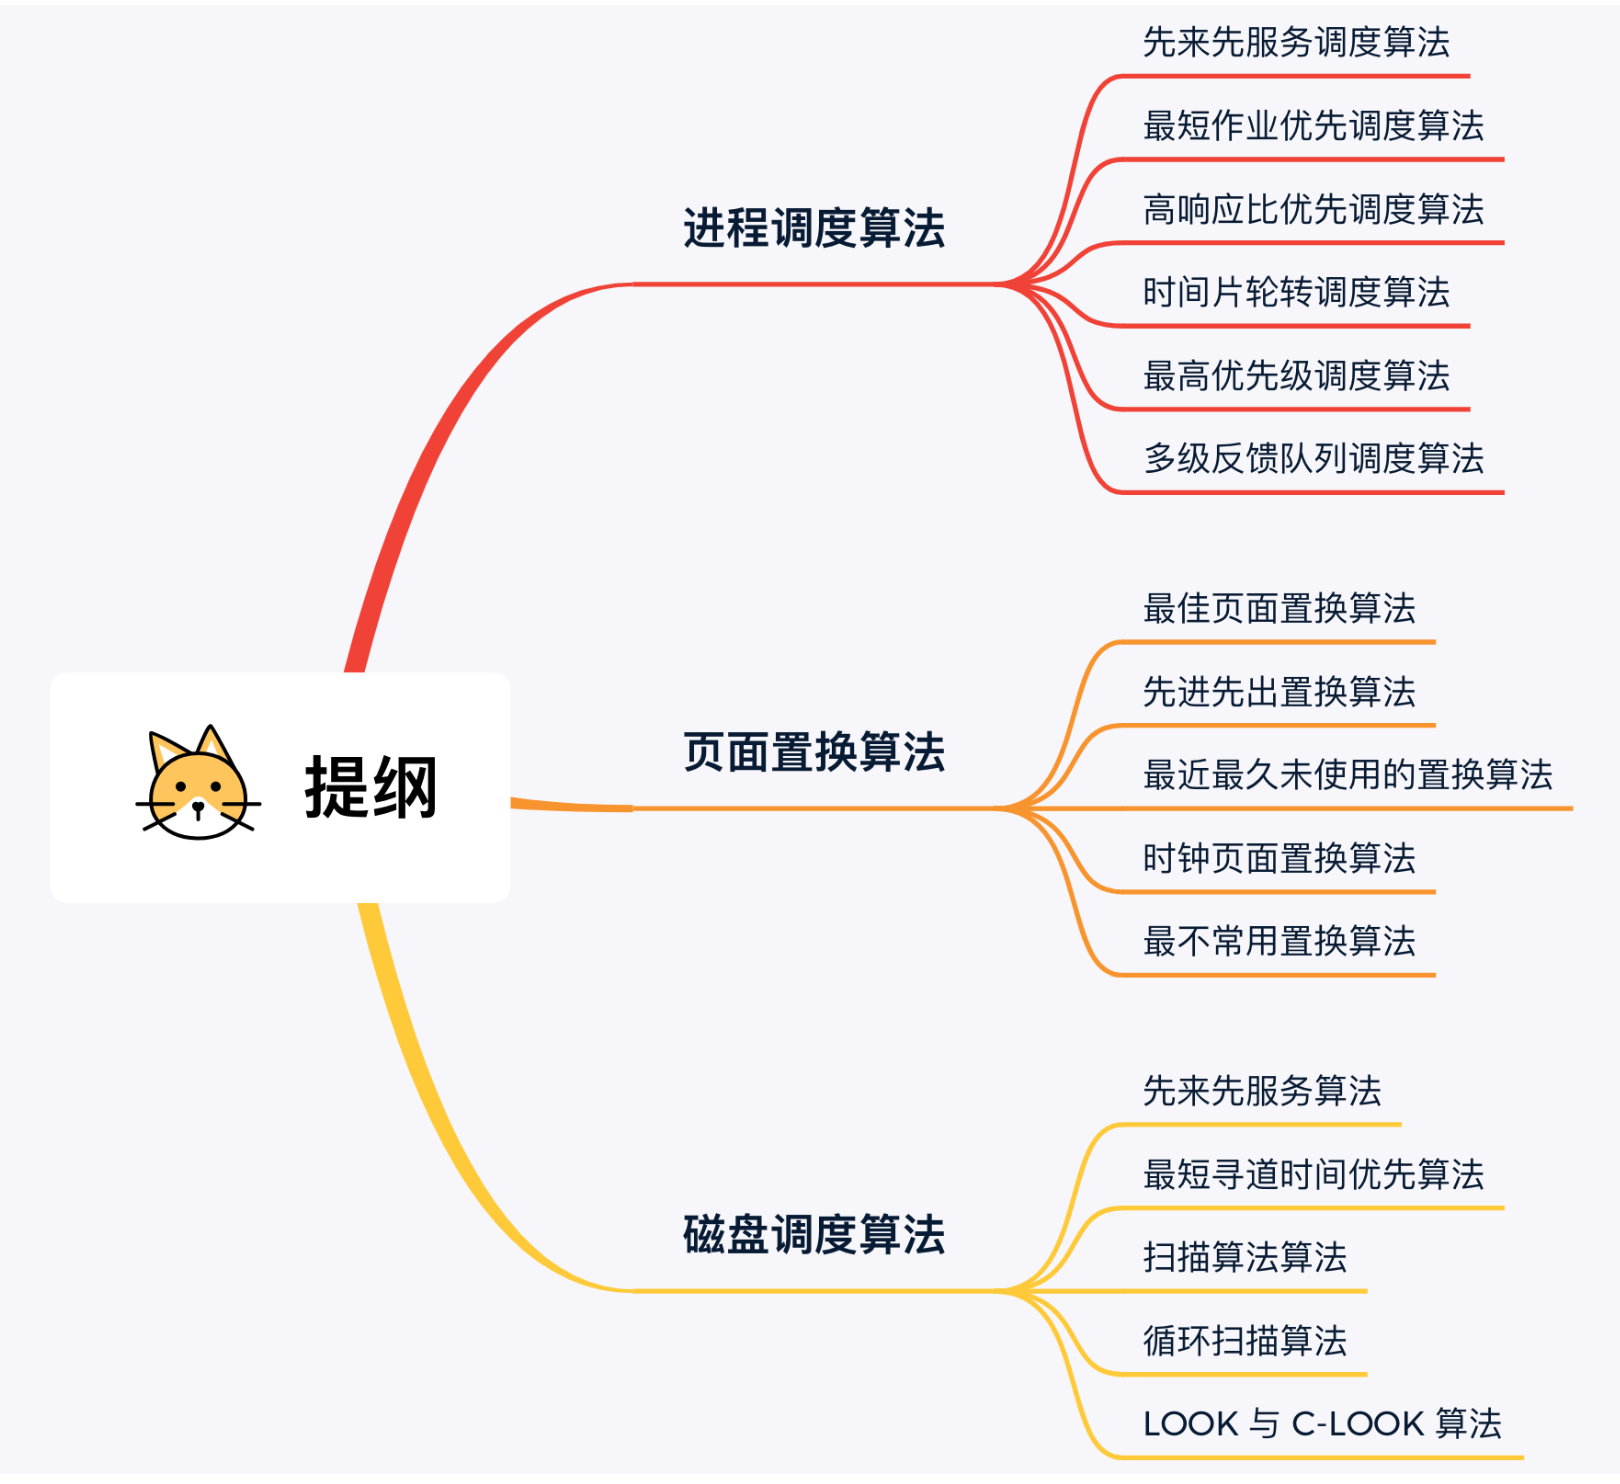 提纲
进程调度算法
先来先服务调度算法
最短作业优先调度算法
高响应比优先调度算法
时间片轮转调度算法
最高优先级调度算法
多级反馈队列调度算法
页面置换算法
最佳页面置换算法
先进先出置换算法
最近最久未使用的置换算法
时钟页面置换算法
最不常用置换算法
磁盘调度算法
先来先服务算法
最短寻道时间优先算法
扫描算法算法
循环扫描算法
LOOK 与 C-LOOK 算法